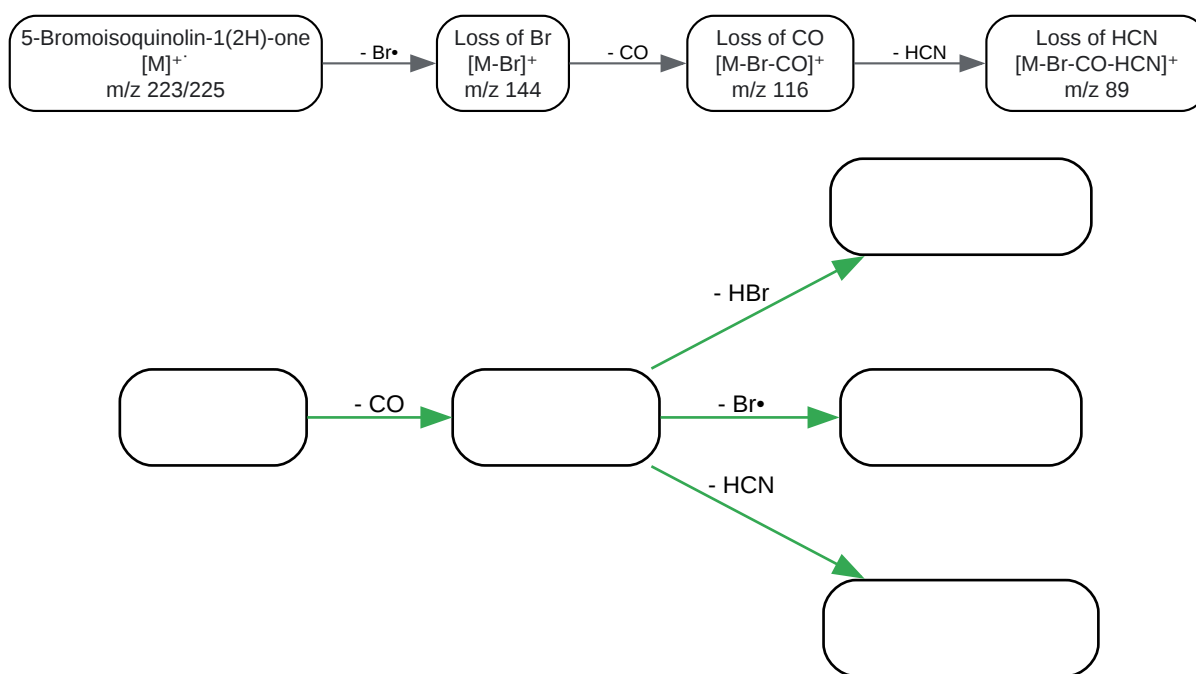 5-Bromoisoquinolin-1(2H)-one
[M]⁺˙
m/z 223/225
- Br•
Loss of Br
[M-Br]⁺
m/z 144
- CO
Loss of CO
[M-Br-CO]⁺
m/z 116
- HCN
Loss of HCN
[M-Br-CO-HCN]⁺
m/z 89
- HBr
- CO
- Br•
- HCN